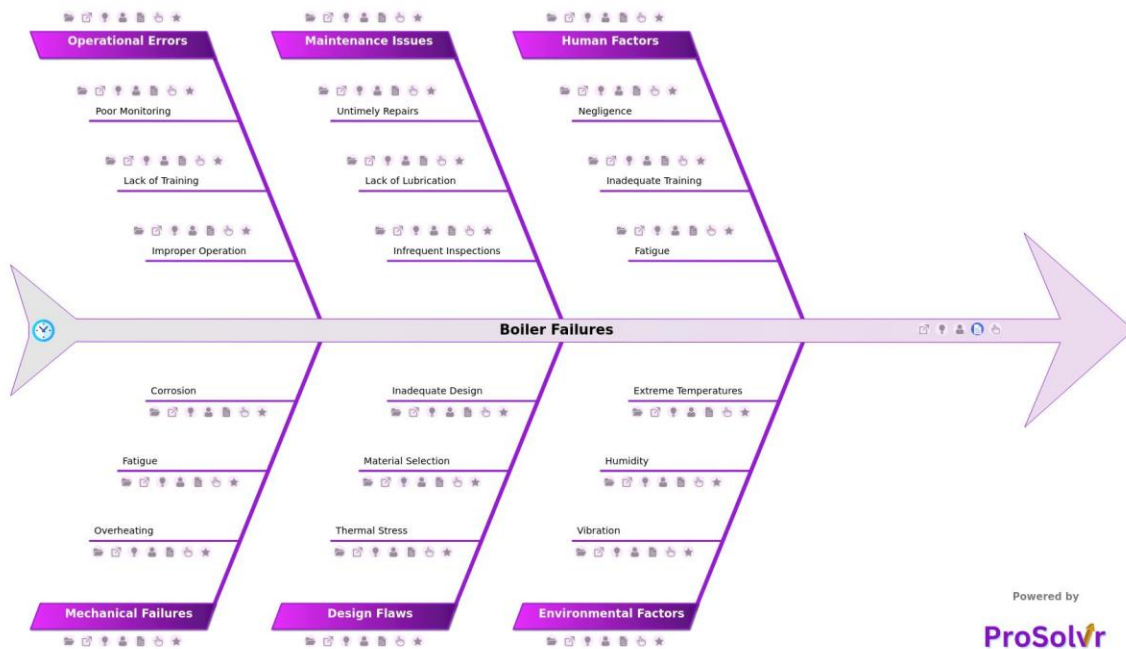 Operational Errors
Maintenance Issues
Human Factors
Poor Monitoring
Untimely Repairs
Negligence
Lack of Training
Lack of Lubrication
Inadequate Training
Improper Operation
Infrequent Inspections
Fatigue
Boiler Failures
Corrosion
Inadequate Design
Extreme Temperatures
Fatigue
Material Selection
Humidity
Overheating
Thermal Stress
Vibration
Mechanical Failures
Design Flaws
Environmental Factors
Powered by
ProSolvr